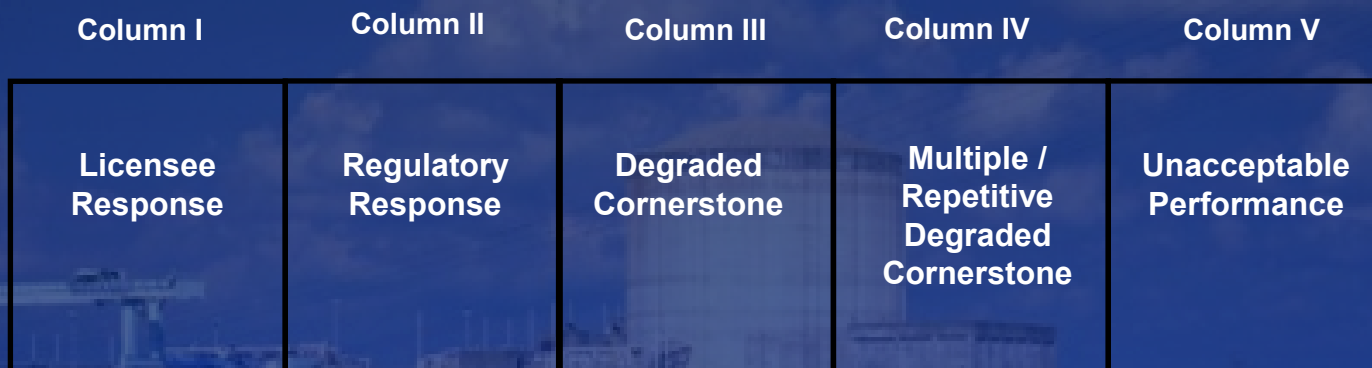 Column I
Column II
Column III
Column IV
Column V
Licensee
Response
Regulatory
Response
Degraded
Cornerstone
Multiple /
Repetitive
Degraded
Cornerstone
Unacceptable
Performance